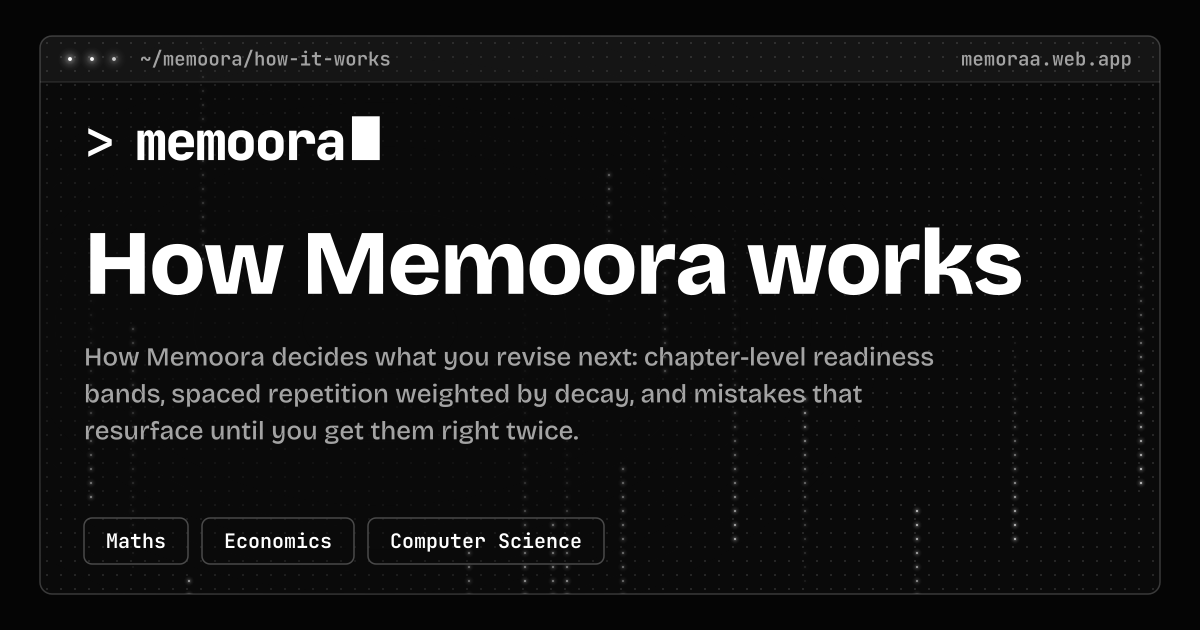 ~/memoora/how-it-works
memoraa.web.app
> memoora
How Memoora works
How Memoora decides what you revise next: chapter-level readiness
bands, spaced repetition weighted by decay, and mistakes that
resurface until you get them right twice.
Maths
Economics
Computer Science